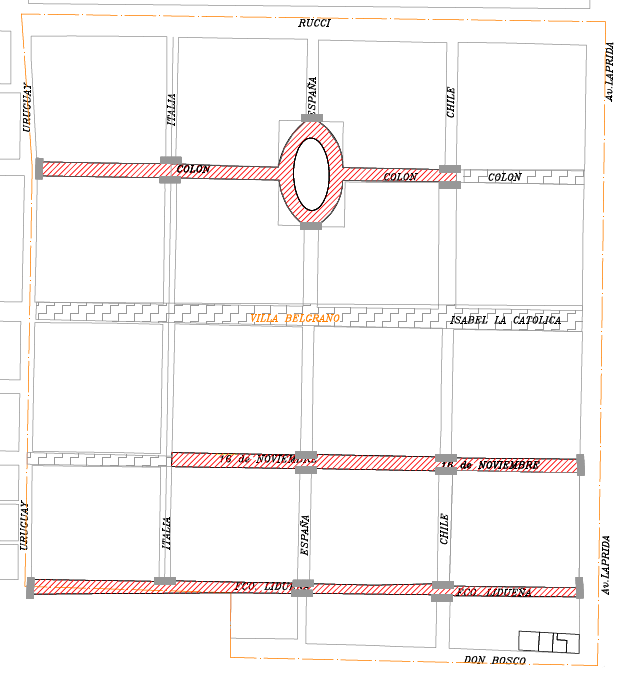 RUCCI
Av.LAPRIDA
URUGUAY
ITALIA
ESPAÑA
CHILE
COLON
COLON
COLON
VILLA BELGRANO
ISABEL LA CATOLICA
16 de NOVIEMBRE
16 de NOVIEMBRE
URUGUAY
ITALIA
ESPAÑA
CHILE
Av.LAPRIDA
FCO. LIDUEÑA
FCO. LIDUEÑA
DON BOSCO